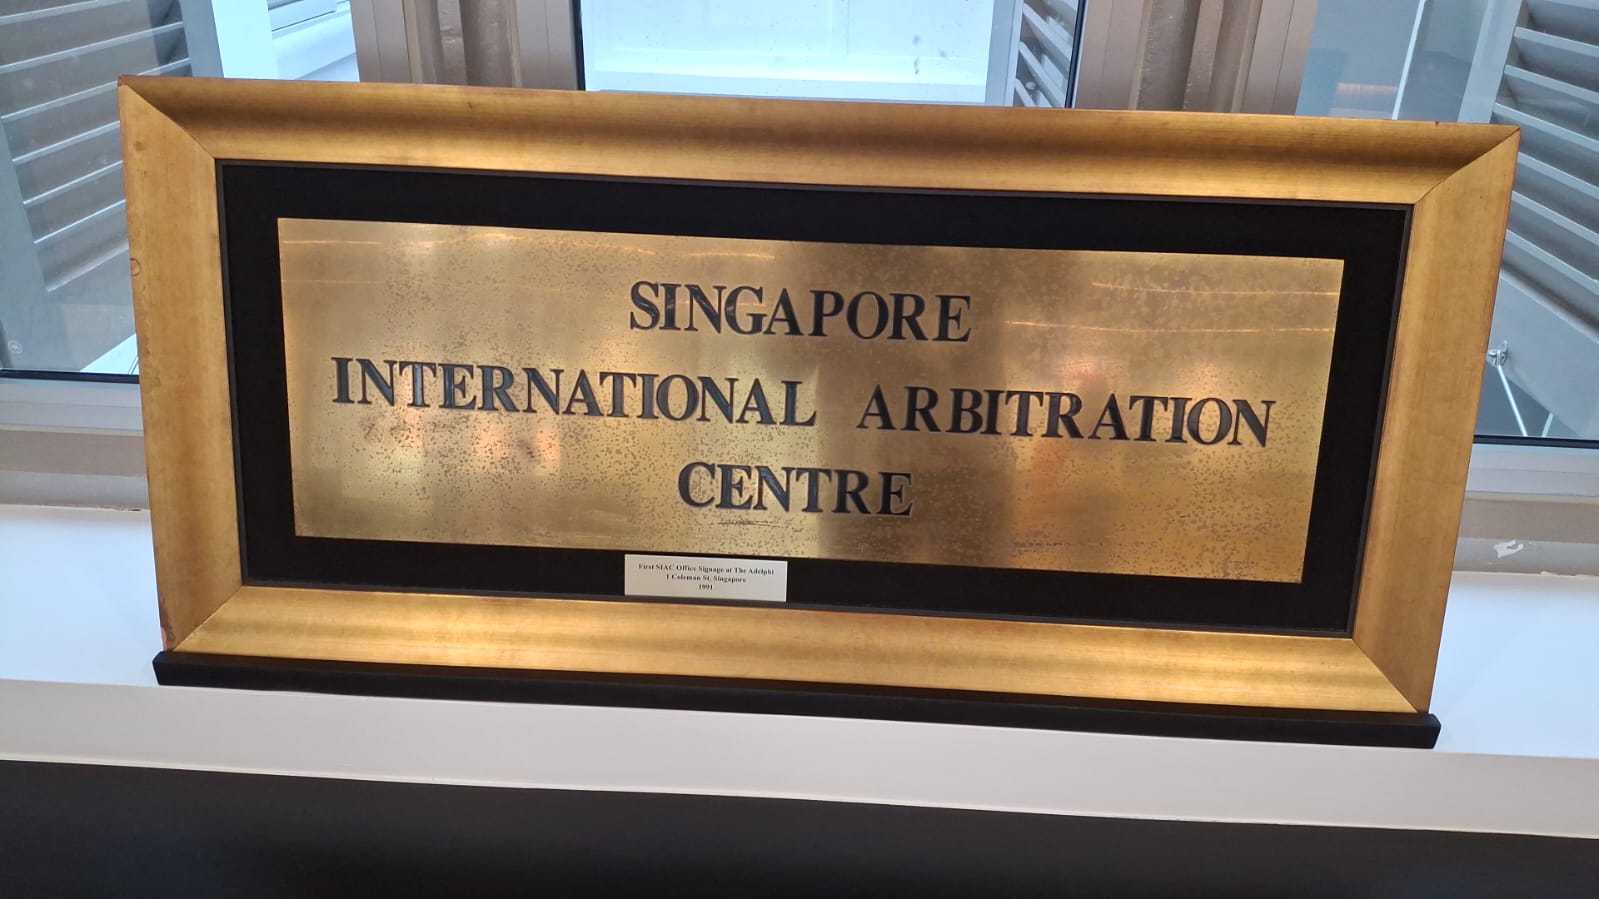 SINGAPORE
INTERNATIONAL ARBITRATION
CENTRE
First SIAC Office Signage at The Adelphi
1 Coleman St, Singapore
1991